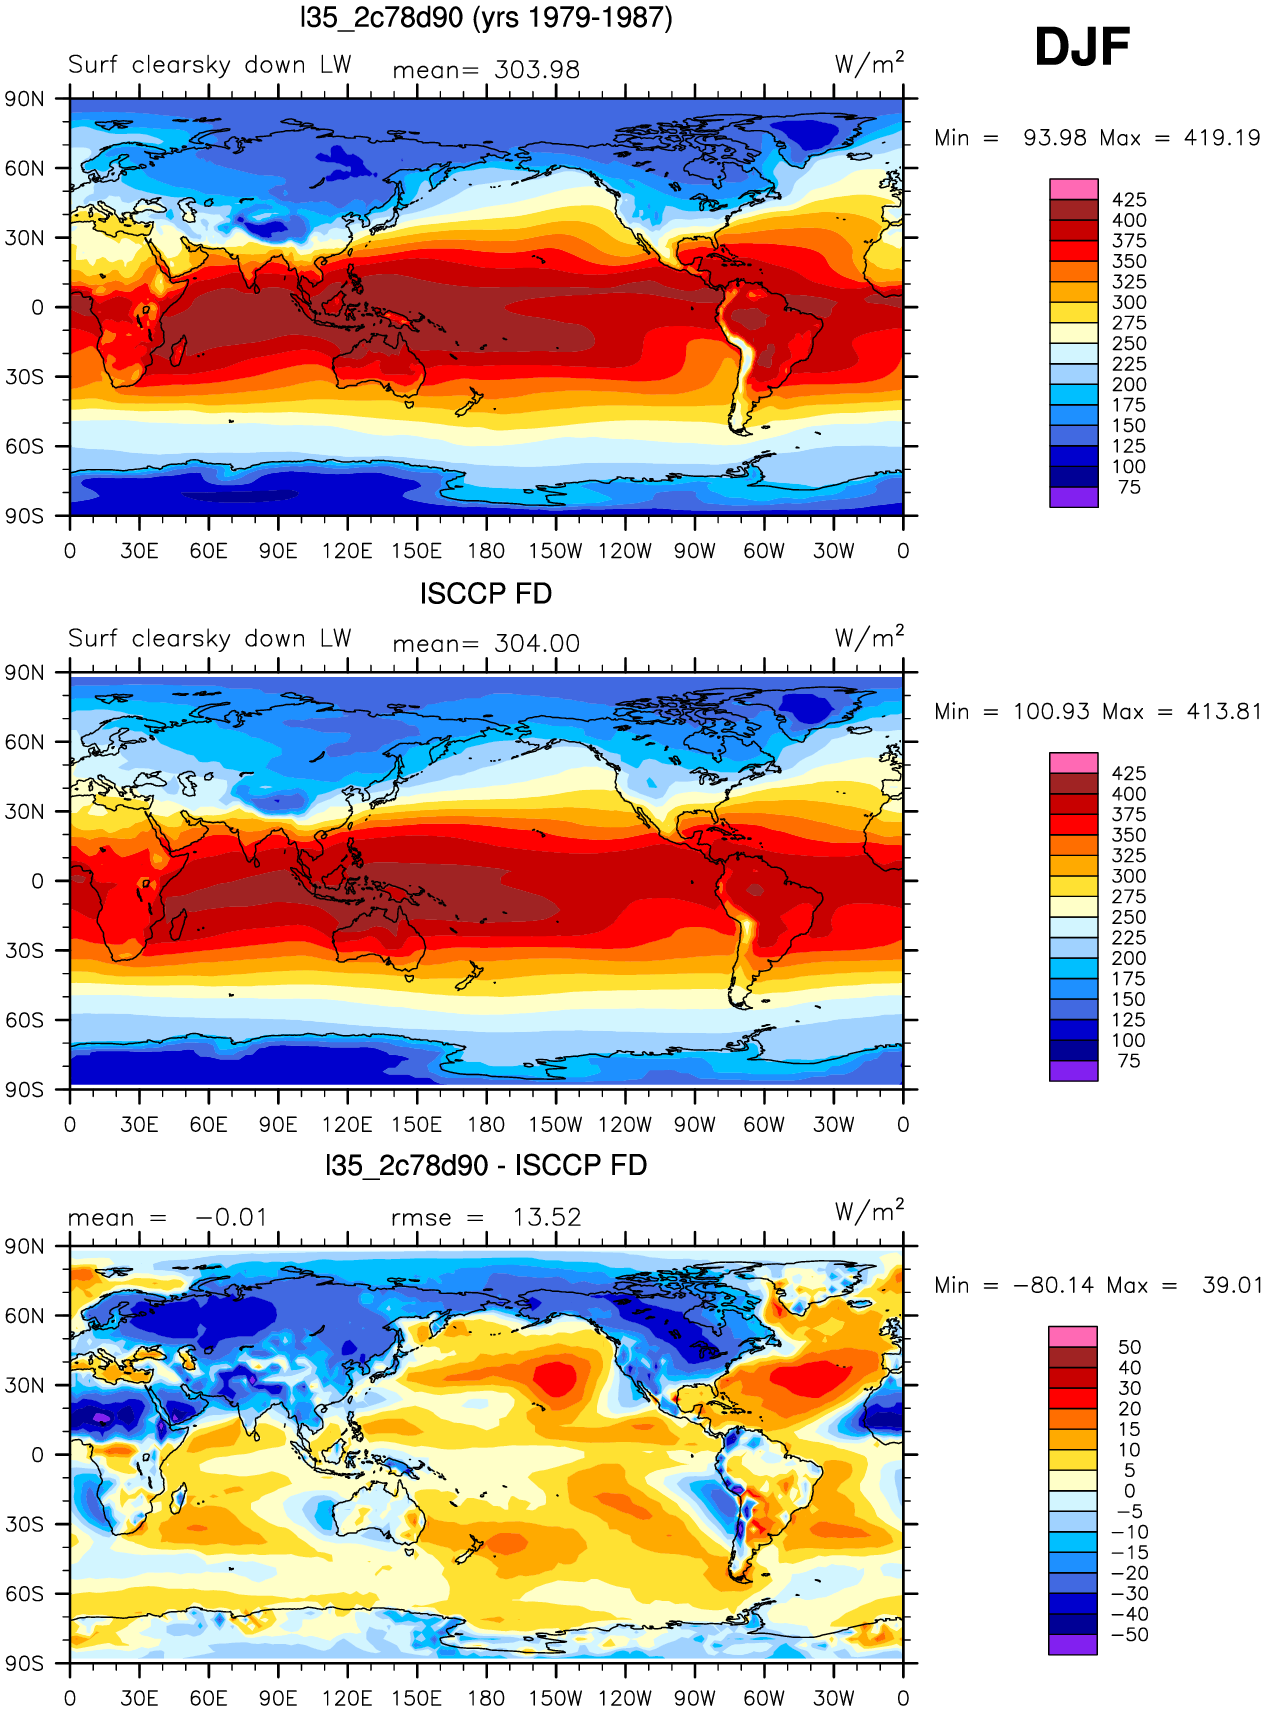 l35_2c78d90 (yrs 1979-1987)
DJF
Surf clearsky down LW mean= 303.98 W/m2
Min = 93.98 Max = 419.19
90N
60N
30N
0
30S
60S
90S
0 30E 60E 90E 120E 150E 180 150W 120W 90W 60W 30W 0
425
400
375
350
325
300
275
250
225
200
175
150
125
100
75
ISCCP FD
Surf clearsky down LW mean= 304.00 W/m2
Min = 100.93 Max = 413.81
90N
60N
30N
0
30S
60S
90S
0 30E 60E 90E 120E 150E 180 150W 120W 90W 60W 30W 0
425
400
375
350
325
300
275
250
225
200
175
150
125
100
75
l35_2c78d90 - ISCCP FD
mean = −0.01 rmse = 13.52 W/m2
Min = −80.14 Max = 39.01
90N
60N
30N
0
30S
60S
90S
0 30E 60E 90E 120E 150E 180 150W 120W 90W 60W 30W 0
50
40
30
20
15
10
5
0
−5
−10
−15
−20
−30
−40
−50